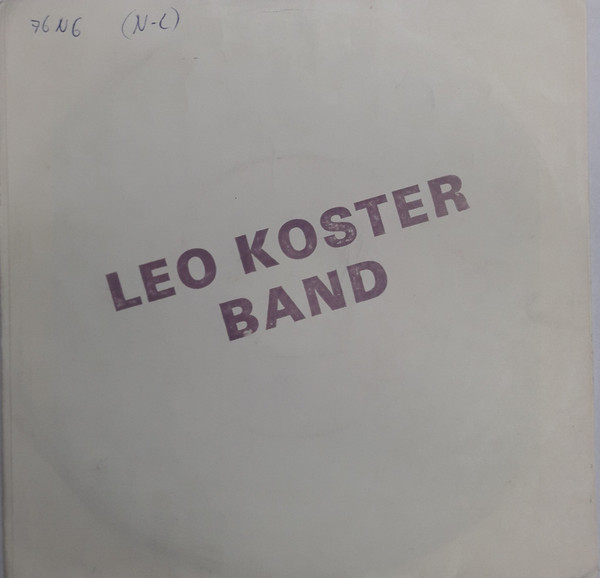 76N6 (N-L)
LEO KOSTER
BAND